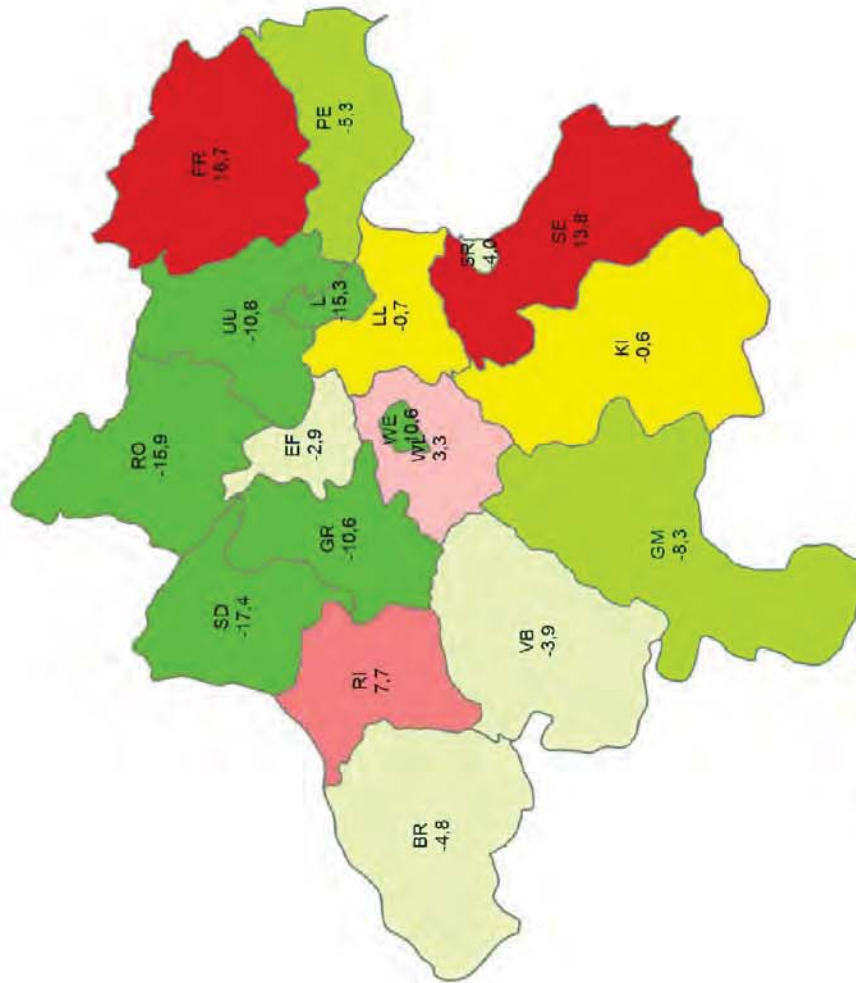 RO
-15,9
FR
16,7
SD
-17,4
UU
-10,8
PE
-5,3
EF
-2,9
L
-15,3
GR
-10,6
RI
7,7
LL
-0,7
WE
10,6
WL
3,3
BR
-4,8
SR
4,0
VB
-3,9
SE
13,8
KI
-0,6
GM
-8,3